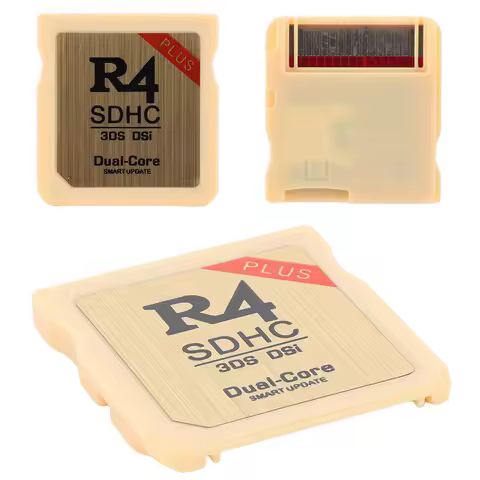 PLUS
R4
SDHC
3DS DSi
Dual-Core
SMART UPDATE
PLUS
R4
SDHC
3DS DSi
Dual-Core
SMART UPDATE